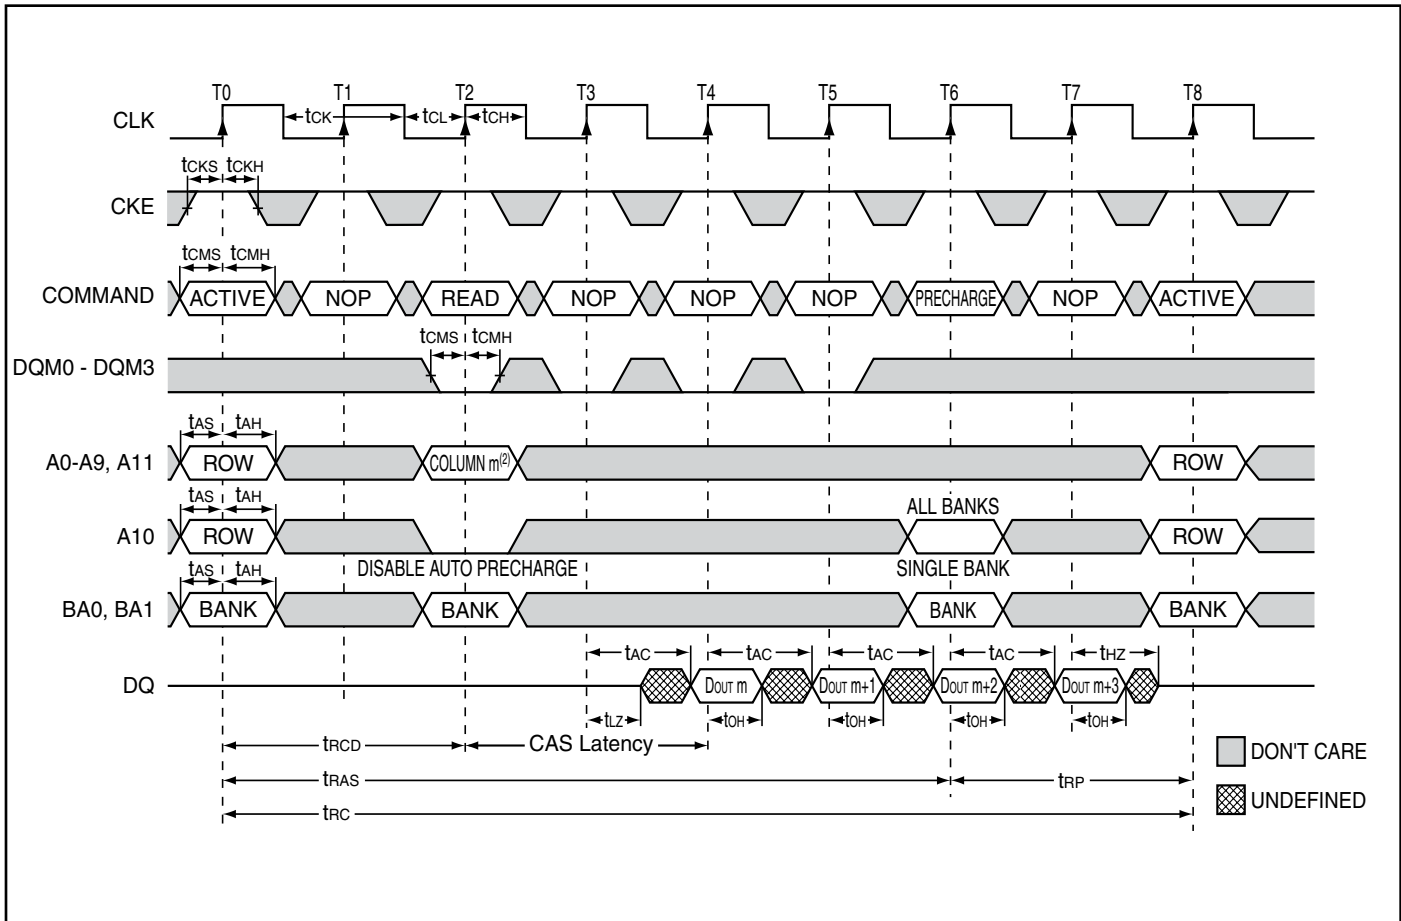 T0 T1 T2 T3 T4 T5 T6 T7 T8
CLK tCK tCL tCH
tCKS tCKH
CKE
tCMS tCMH
COMMAND ACTIVE NOP READ NOP NOP NOP PRECHARGE NOP ACTIVE
tCMS tCMH
DQM0 - DQM3
tAS tAH
A0-A9, A11 ROW COLUMN m(2) ROW
tAS tAH ALL BANKS
A10 ROW ROW
DISABLE AUTO PRECHARGE SINGLE BANK
tAS tAH
BA0, BA1 BANK BANK BANK BANK
tAC tAC tAC tAC tHZ
DQ DOUT m DOUT m+1 DOUT m+2 DOUT m+3
tLZ tOH tOH tOH tOH
tRCD CAS Latency
DON'T CARE
tRAS tRP
UNDEFINED
tRC